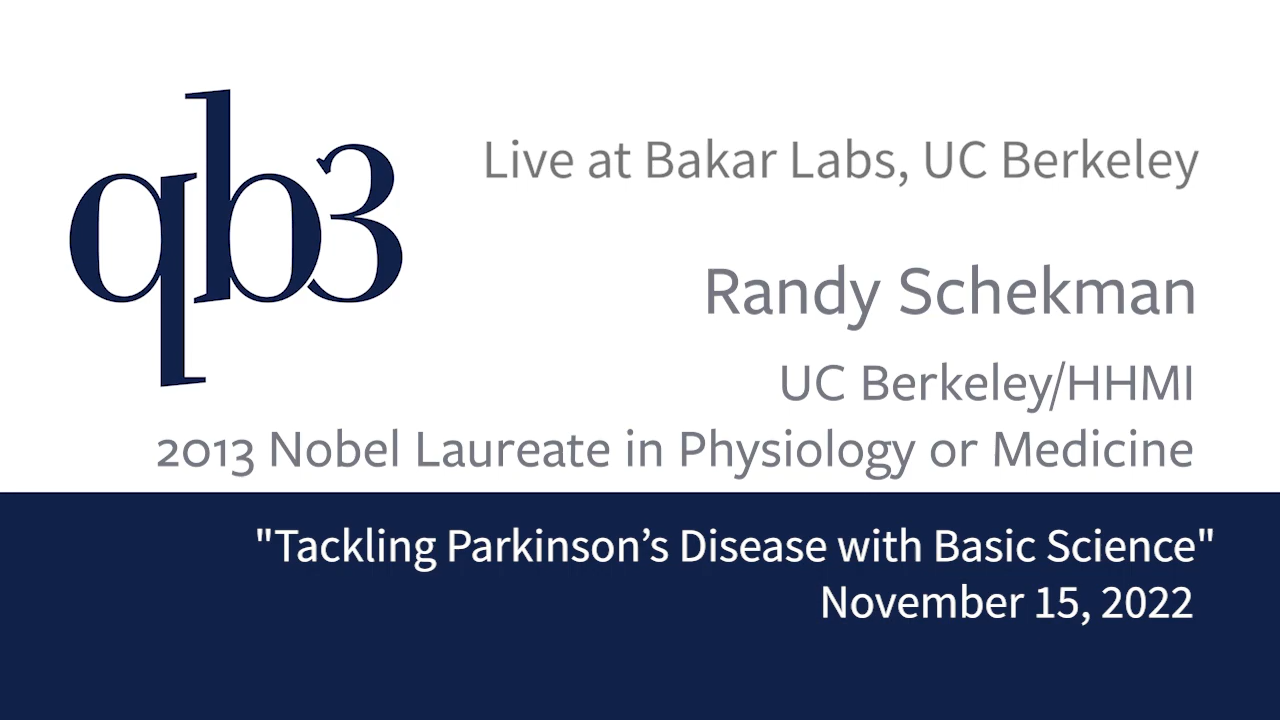 qb3
Live at Bakar Labs, UC Berkeley
Randy Schekman
UC Berkeley/HHMI
2013 Nobel Laureate in Physiology or Medicine
"Tackling Parkinson’s Disease with Basic Science"
November 15, 2022